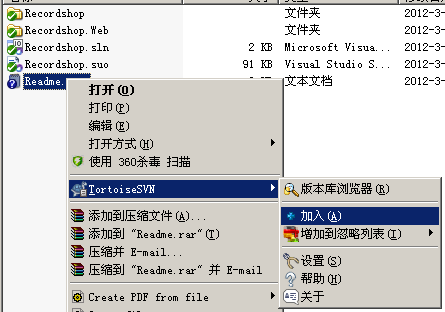 Recordshop 文件夹 2012-3-
Recordshop.Web 文件夹 2012-3-
Recordshop.sln 2 KB Microsoft Visua... 2012-3-
Recordshop.suo 91 KB Visual Studio S... 2012-3-
Readme. 文本文档 2012-3-
打开(O)
打印(P)
编辑(E)
打开方式(H)
使用 360杀毒 扫描
TortoiseSVN
版本库浏览器(R)
添加到压缩文件(A)...
加入(A)
添加到 "Readme.rar"(T)
增加到忽略列表(I)
压缩并 E-mail...
压缩到 "Readme.rar" 并 E-mail
设置(S)
帮助(H)
Create PDF from file
关于